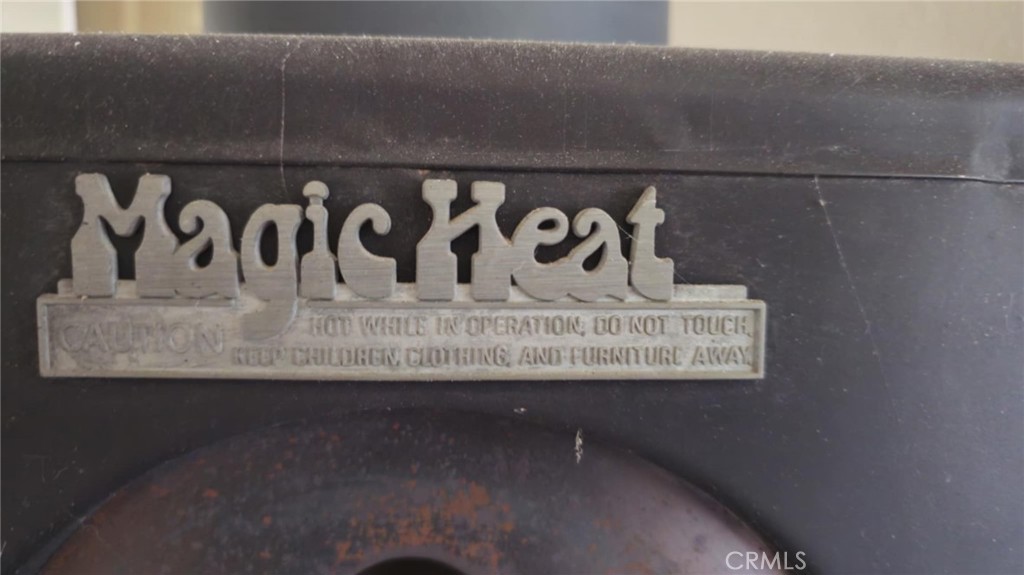 Magic Heat
CAUTION HOT WHILE IN OPERATION, DO NOT TOUCH.
KEEP CHILDREN, CLOTHING, AND FURNITURE AWAY.
CRMLS